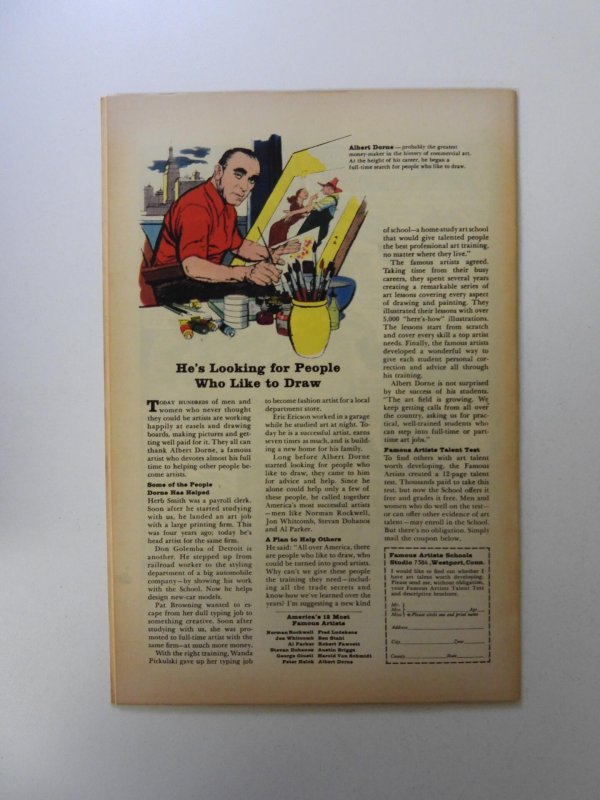 Albert Dorne — probably the greatest
money-maker in the history of commercial art.
At the height of his career, he began a
full-time search for people who like to draw.
He's Looking for People
Who Like to Draw
TODAY HUNDREDS of men and
women who never thought
they could be artists are working
happily at easels and drawing
boards, making pictures and get-
ting well paid for it. They all can
thank Albert Dorne, a famous
artist who devotes almost his full
time to helping other people be-
come artists.
Some of the People
Dorne Has Helped
Herb Smith was a payroll clerk.
Soon after he started studying
with us, he landed an art job
with a large printing firm. This
was four years ago; today he's
head artist for the same firm.
Don Golemba of Detroit is
another. He stepped up from
railroad worker to the styling
department of a big automobile
company—by showing his work
with the School. Now he helps
design new-car models.
Pat Browning wanted to es-
cape from her dull typing job to
something creative. Soon after
studying with us, she was pro-
moted to full-time artist with the
same firm—at much more money.
With the right training, Wanda
Pickulski gave up her typing job
to become fashion artist for a local
department store.
Eric Ericson worked in a garage
while he studied art at night. To-
day he is a successful artist, earns
seven times as much, and is build-
ing a new home for his family.
Long before Albert Dorne
started looking for people who
like to draw, they came to him
for advice and help. Since he
alone could help only a few of
these people, he called together
America's most successful artists
—men like Norman Rockwell,
Jon Whitcomb, Stevan Dohanos
and Al Parker.
A Plan to Help Others
He said: "All over America, there
are people who like to draw, who
could be turned into good artists.
Why can't we give these people
the training they need—includ-
ing all the trade secrets and
know-how we've learned over the
years? I'm suggesting a new kind
America's 12 Most
Famous Artists
Norman Rockwell Fred Ludekens
Jon Whitcomb Ben Stahl
Al Parker Robert Fawcett
Stevan Dohanos Austin Briggs
George Giusti Harold Von Schmidt
Peter Helck Albert Dorne
of school—a home-study art school
that would give talented people
the best professional art training,
no matter where they live."
The famous artists agreed.
Taking time from their busy
careers, they spent several years
creating a remarkable series of
art lessons covering every aspect
of drawing and painting. They
illustrated their lessons with over
5,000 "here's-how" illustrations.
The lessons start from scratch
and cover every skill a top artist
needs. Finally, the famous artists
developed a wonderful way to
give each student personal cor-
rection and advice all through
his training.
Albert Dorne is not surprised
by the success of his students.
"The art field is growing. We
keep getting calls from all over
the country, asking us for prac-
tical, well-trained students who
can step into full-time or part-
time art jobs."
Famous Artists Talent Test
To find others with art talent
worth developing, the Famous
Artists created a 12-page talent
test. Thousands paid to take this
test, but now the School offers it
free and grades it free. Men and
women who do well on the test—
or can offer other evidence of art
talent—may enroll in the School.
But there's no obligation. Simply
mail the coupon below.
Famous Artists Schools
Studio 7364, Westport, Conn.
I would like to find out whether I
have art talent worth developing.
Please send me, without obligation,
your Famous Artists Talent Test
and descriptive brochure.
Age
(Please circle one and print name)
Address
City Zone
County State